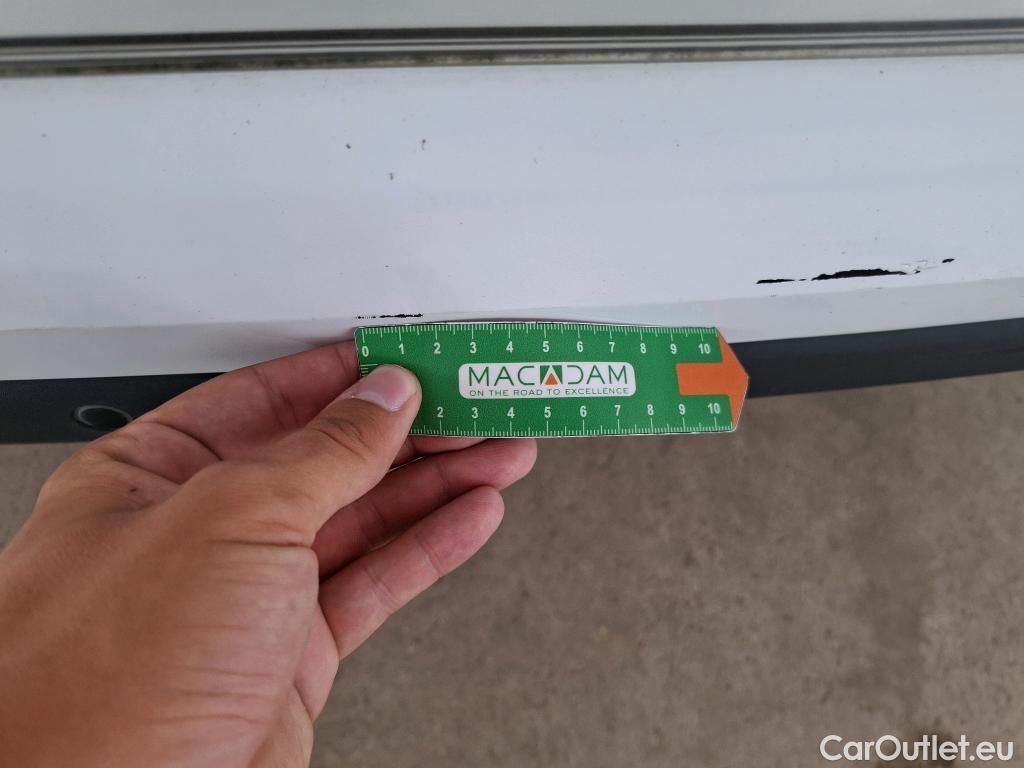 0 1 2 3 4 5 6 7 8 9 10
MACADAM
ON THE ROAD TO EXCELLENCE
2 3 4 5 6 7 8 9 10
CarOutlet.eu